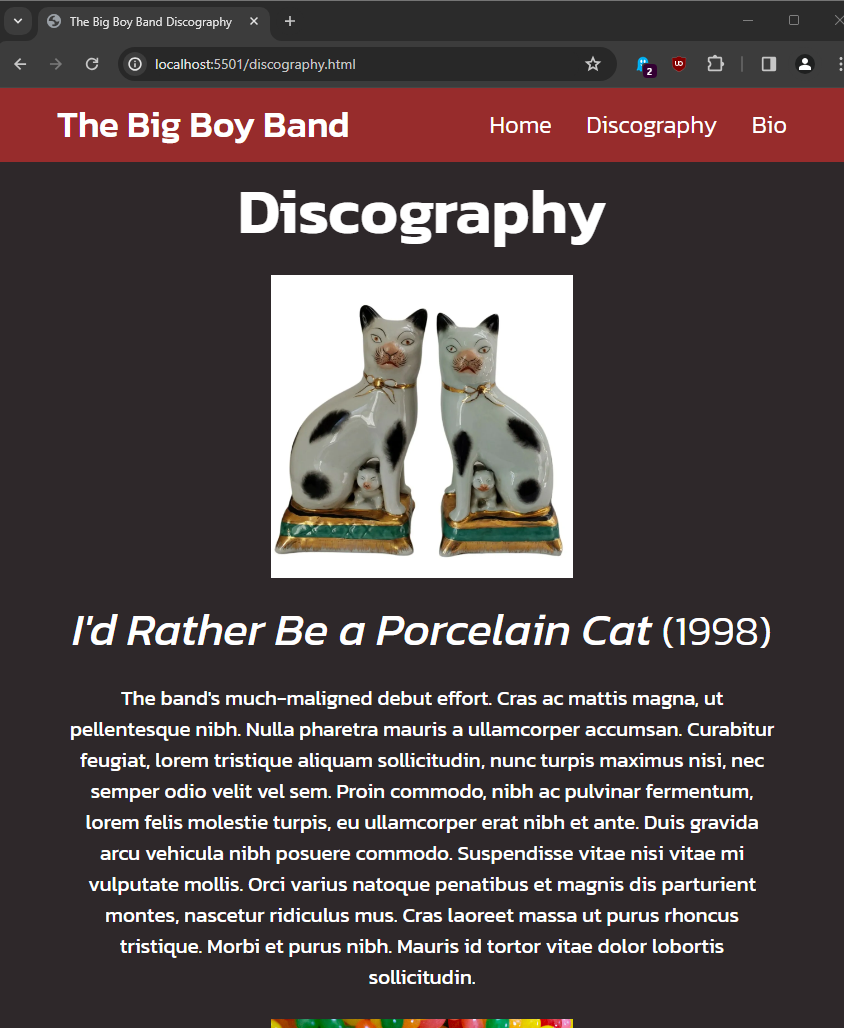 The Big Boy Band Discography
localhost:5501/discography.html
2
The Big Boy Band Home Discography Bio
Discography
I'd Rather Be a Porcelain Cat (1998)
The band's much-maligned debut effort. Cras ac mattis magna, ut
pellentesque nibh. Nulla pharetra mauris a ullamcorper accumsan. Curabitur
feugiat, lorem tristique aliquam sollicitudin, nunc turpis maximus nisi, nec
semper odio velit vel sem. Proin commodo, nibh ac pulvinar fermentum,
lorem felis molestie turpis, eu ullamcorper erat nibh et ante. Duis gravida
arcu vehicula nibh posuere commodo. Suspendisse vitae nisi vitae mi
vulputate mollis. Orci varius natoque penatibus et magnis dis parturient
montes, nascetur ridiculus mus. Cras laoreet massa ut purus rhoncus
tristique. Morbi et purus nibh. Mauris id tortor vitae dolor lobortis
sollicitudin.